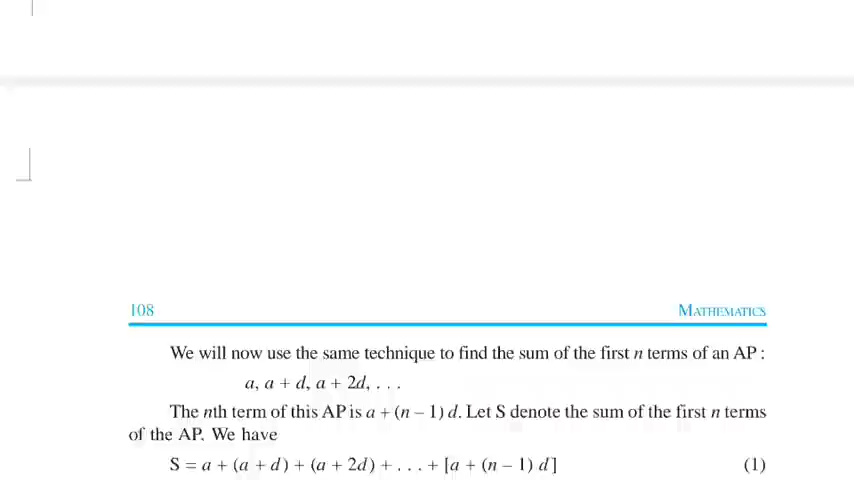 108 MATHEMATICS
We will now use the same technique to find the sum of the first n terms of an AP :
a, a + d, a + 2d, . . .
The nth term of this AP is a + (n – 1) d. Let S denote the sum of the first n terms
of the AP. We have
S = a + (a + d) + (a + 2d) + . . . + [a + (n – 1) d] (1)